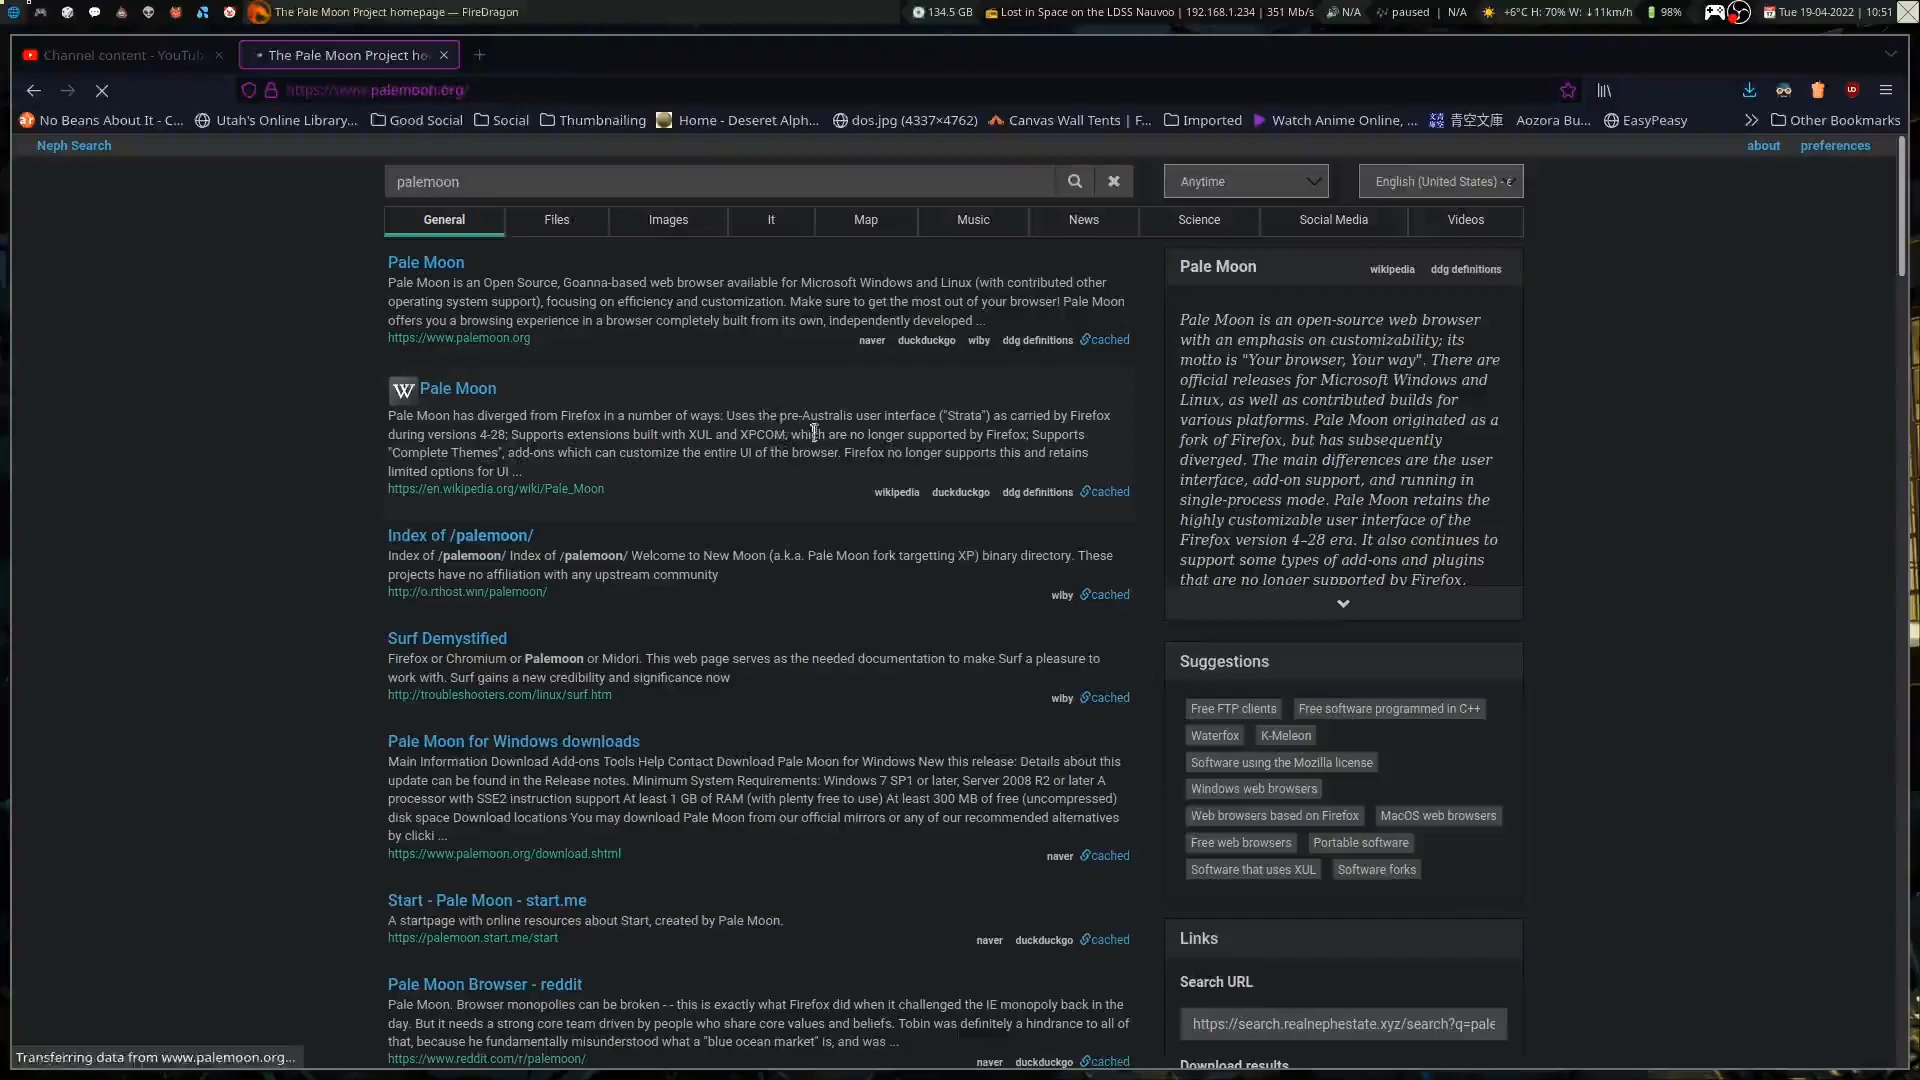 The Pale Moon Project homepage — FireDragon
134.5 GB
Lost in Space on the LDSS Nauvoo | 192.168.1.234 | 351 Mb/s
N/A
paused | N/A
+6°C H: 70% W: ↓11km/h
98%
Tue 19-04-2022 | 10:51
Channel content - YouTub
The Pale Moon Project ho
https://www.palemoon.org/
No Beans About It - C...
Utah's Online Library...
Good Social
Social
Thumbnailing
Home - Deseret Alph...
dos.jpg (4337×4762)
Canvas Wall Tents | F...
Imported
Watch Anime Online, ...
青空文庫 Aozora Bu...
EasyPeasy
Other Bookmarks
Neph Search
about
preferences
palemoon
Anytime
English (United States) - e
General
Files
Images
It
Map
Music
News
Science
Social Media
Videos
Pale Moon
Pale Moon is an Open Source, Goanna-based web browser available for Microsoft Windows and Linux (with contributed other
operating system support), focusing on efficiency and customization. Make sure to get the most out of your browser! Pale Moon
offers you a browsing experience in a browser completely built from its own, independently developed ...
https://www.palemoon.org
naver duckduckgo wiby ddg definitions cached
W Pale Moon
Pale Moon has diverged from Firefox in a number of ways: Uses the pre-Australis user interface ("Strata") as carried by Firefox
during versions 4-28; Supports extensions built with XUL and XPCOM, which are no longer supported by Firefox; Supports
"Complete Themes", add-ons which can customize the entire UI of the browser. Firefox no longer supports this and retains
limited options for UI ...
https://en.wikipedia.org/wiki/Pale_Moon
wikipedia duckduckgo ddg definitions cached
Index of /palemoon/
Index of /palemoon/ Index of /palemoon/ Welcome to New Moon (a.k.a. Pale Moon fork targetting XP) binary directory. These
projects have no affiliation with any upstream community
http://o.rthost.win/palemoon/
wiby cached
Surf Demystified
Firefox or Chromium or Palemoon or Midori. This web page serves as the needed documentation to make Surf a pleasure to
work with. Surf gains a new credibility and significance now
http://troubleshooters.com/linux/surf.htm
wiby cached
Pale Moon for Windows downloads
Main Information Download Add-ons Tools Help Contact Download Pale Moon for Windows New this release: Details about this
update can be found in the Release notes. Minimum System Requirements: Windows 7 SP1 or later, Server 2008 R2 or later A
processor with SSE2 instruction support At least 1 GB of RAM (with plenty free to use) At least 300 MB of free (uncompressed)
disk space Download locations You may download Pale Moon from our official mirrors or any of our recommended alternatives
by clicki ...
https://www.palemoon.org/download.shtml
naver cached
Start - Pale Moon - start.me
A startpage with online resources about Start, created by Pale Moon.
https://palemoon.start.me/start
naver duckduckgo cached
Pale Moon Browser - reddit
Pale Moon. Browser monopolies can be broken - - this is exactly what Firefox did when it challenged the IE monopoly back in the
day. But it needs a strong core team driven by people who share core values and beliefs. Tobin was definitely a hindrance to all of
that, because he fundamentally misunderstood what a "blue ocean market" is, and was ...
https://www.reddit.com/r/palemoon/
naver duckduckgo cached
Pale Moon
wikipedia ddg definitions
Pale Moon is an open-source web browser
with an emphasis on customizability; its
motto is "Your browser, Your way". There are
official releases for Microsoft Windows and
Linux, as well as contributed builds for
various platforms. Pale Moon originated as a
fork of Firefox, but has subsequently
diverged. The main differences are the user
interface, add-on support, and running in
single-process mode. Pale Moon retains the
highly customizable user interface of the
Firefox version 4–28 era. It also continues to
support some types of add-ons and plugins
that are no longer supported by Firefox.
Suggestions
Free FTP clients
Free software programmed in C++
Waterfox
K-Meleon
Software using the Mozilla license
Windows web browsers
Web browsers based on Firefox
MacOS web browsers
Free web browsers
Portable software
Software that uses XUL
Software forks
Links
Search URL
https://search.realnephestate.xyz/search?q=pale
Download results
Transferring data from www.palemoon.org...